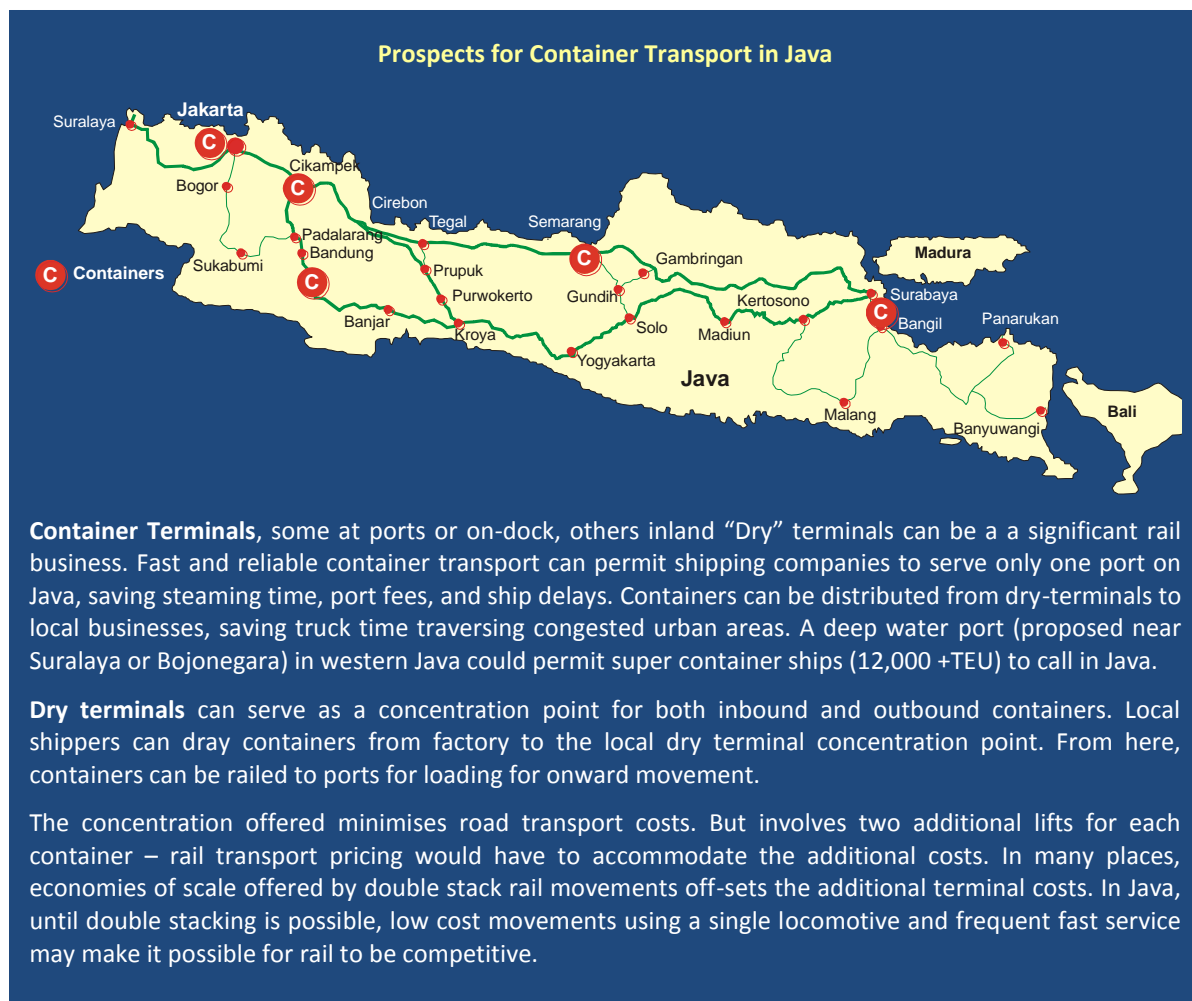 Prospects for Container Transport in Java
Jakarta
Suralaya
C
Cikampek
C
Bogor
Cirebon
Tegal
Semarang
Padalarang
Bandung
Sukabumi
C
Containers
C
Prupuk
Purwokerto
Banjar
Kroya
C
Gambringan
Gundih
Solo
Yogyakarta
Madiun
Kertosono
Madura
Surabaya
C
Bangil
Panarukan
Java
Malang
Banyuwangi
Bali
Container Terminals, some at ports or on-dock, others inland “Dry” terminals can be a a significant rail
business. Fast and reliable container transport can permit shipping companies to serve only one port on
Java, saving steaming time, port fees, and ship delays. Containers can be distributed from dry-terminals to
local businesses, saving truck time traversing congested urban areas. A deep water port (proposed near
Suralaya or Bojonegara) in western Java could permit super container ships (12,000 +TEU) to call in Java.
Dry terminals can serve as a concentration point for both inbound and outbound containers. Local
shippers can dray containers from factory to the local dry terminal concentration point. From here,
containers can be railed to ports for loading for onward movement.
The concentration offered minimises road transport costs. But involves two additional lifts for each
container – rail transport pricing would have to accommodate the additional costs. In many places,
economies of scale offered by double stack rail movements off-sets the additional terminal costs. In Java,
until double stacking is possible, low cost movements using a single locomotive and frequent fast service
may make it possible for rail to be competitive.